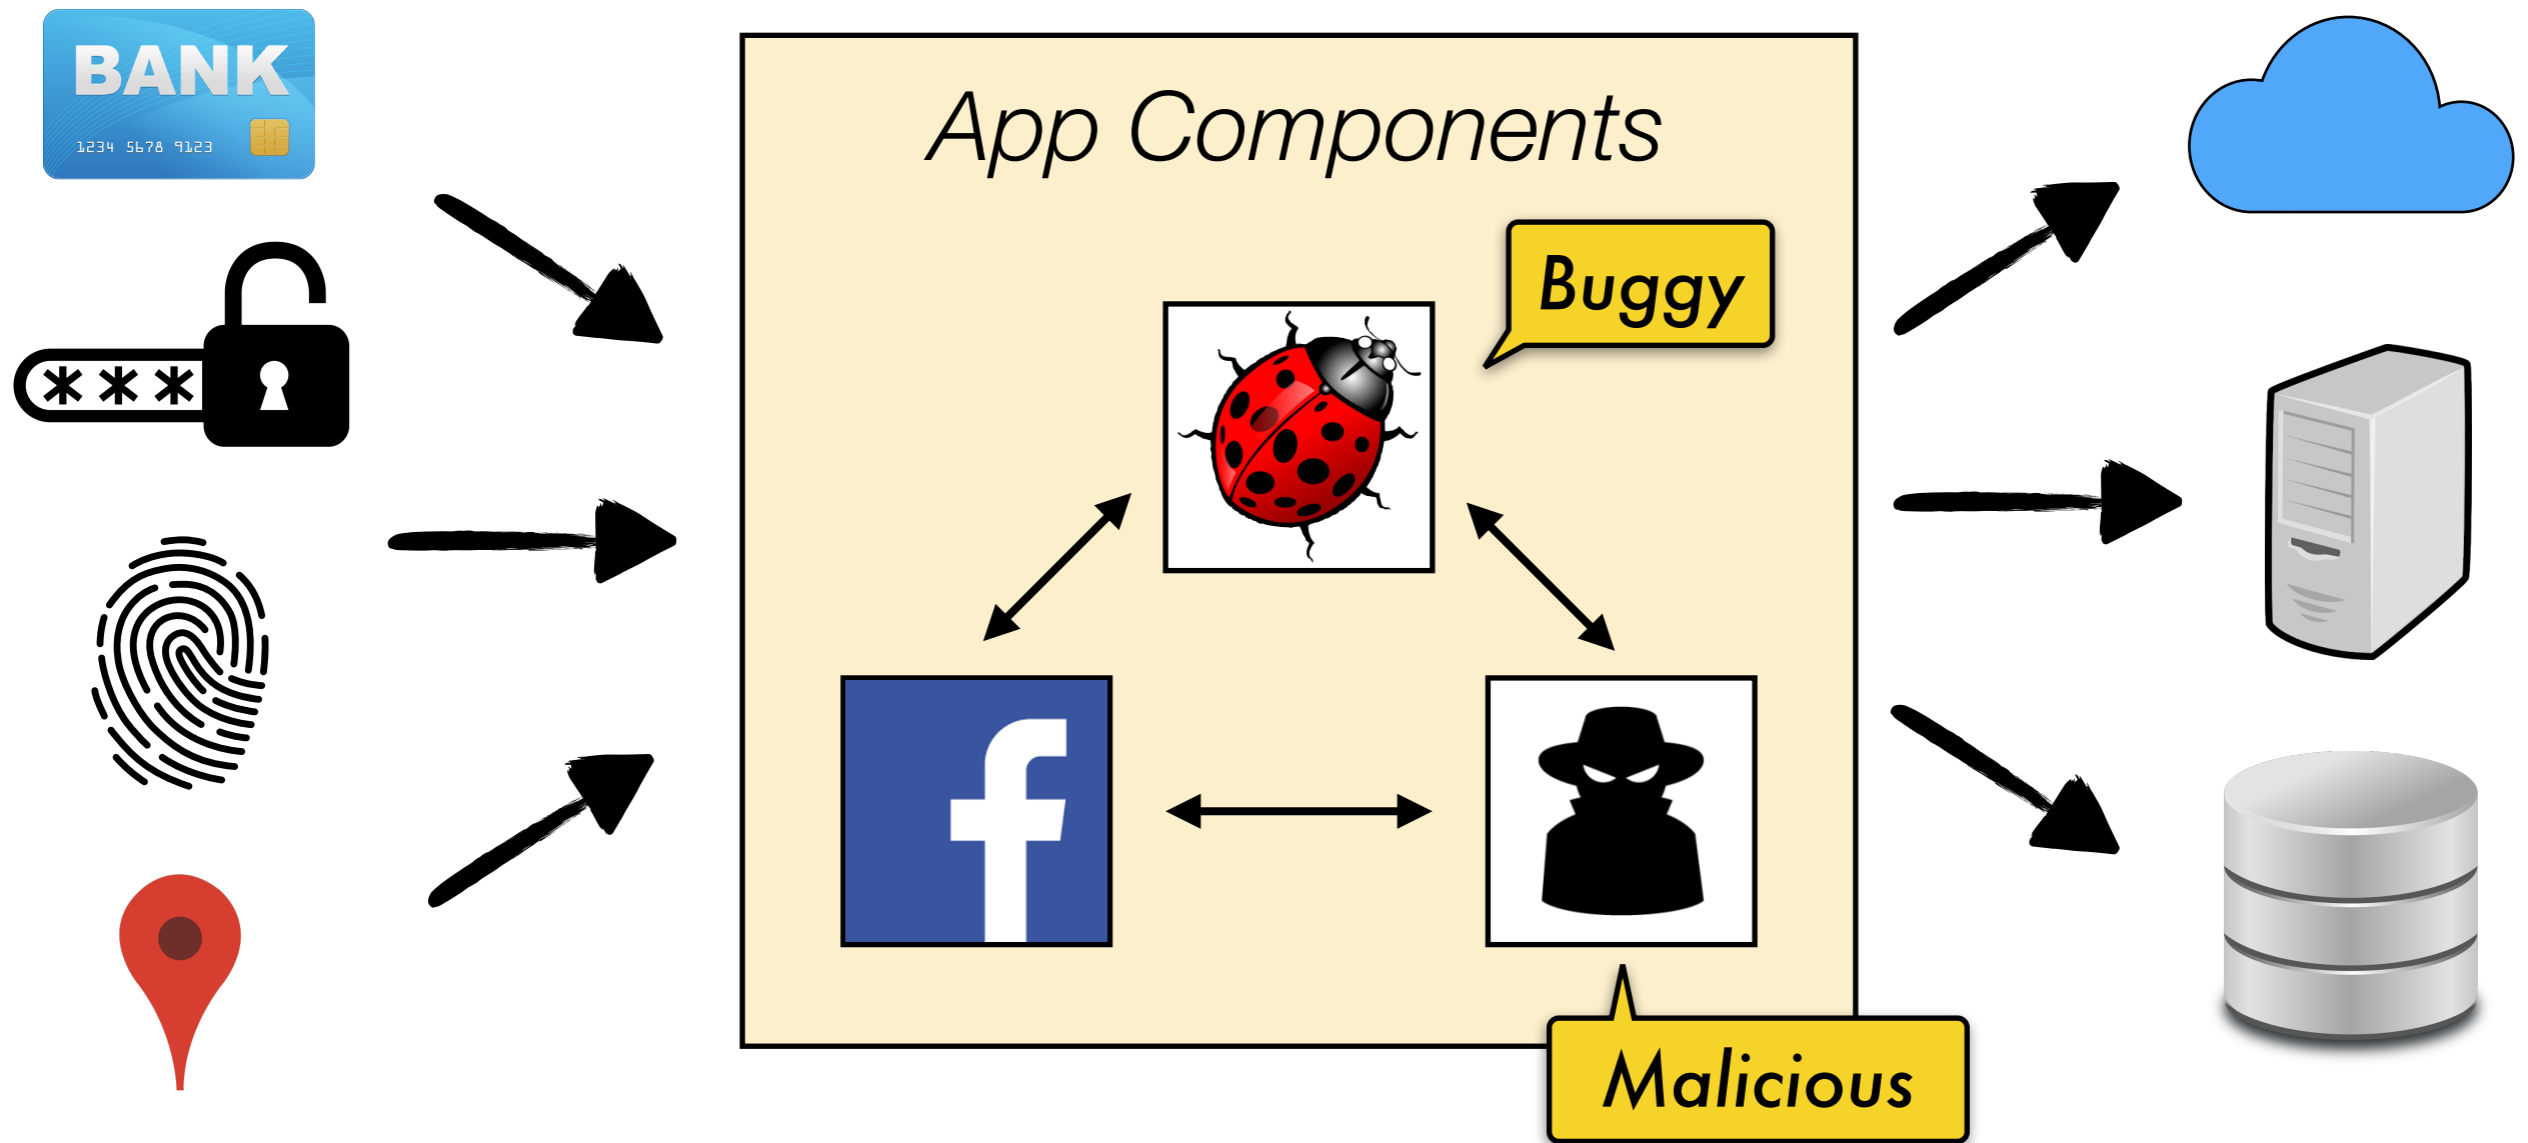 BANK
1234 5678 9123
***
App Components
Buggy
f
Malicious